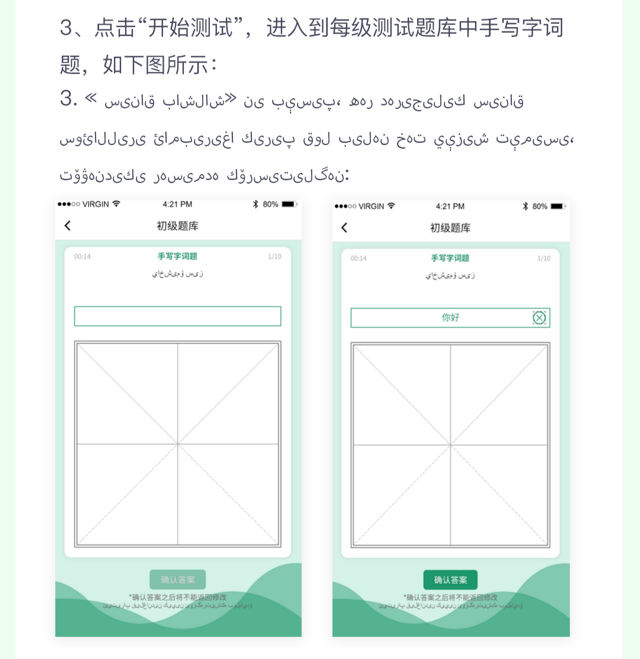 3、点击“开始测试”，进入到每级测试题库中手写字词
题，如下图所示：
3. « سىناق باشلاش» نى بېسىپ، ھەر دەرىجىلىك سىناق
سوئاللىرى ئامبىرىغا كىرىپ قول بىلەن خەت يېزىش تېمىسى،
تۆۋەندىكى رەسىمدە كۆرسىتىلگەن:
VIRGIN 4:21 PM 80%
初级题库
00:14 手写字词题 1/10
确认答案
*确认答案之后将不能返回修改
VIRGIN 4:21 PM 80%
初级题库
00:14 手写字词题 1/10
你好
确认答案
*确认答案之后将不能返回修改